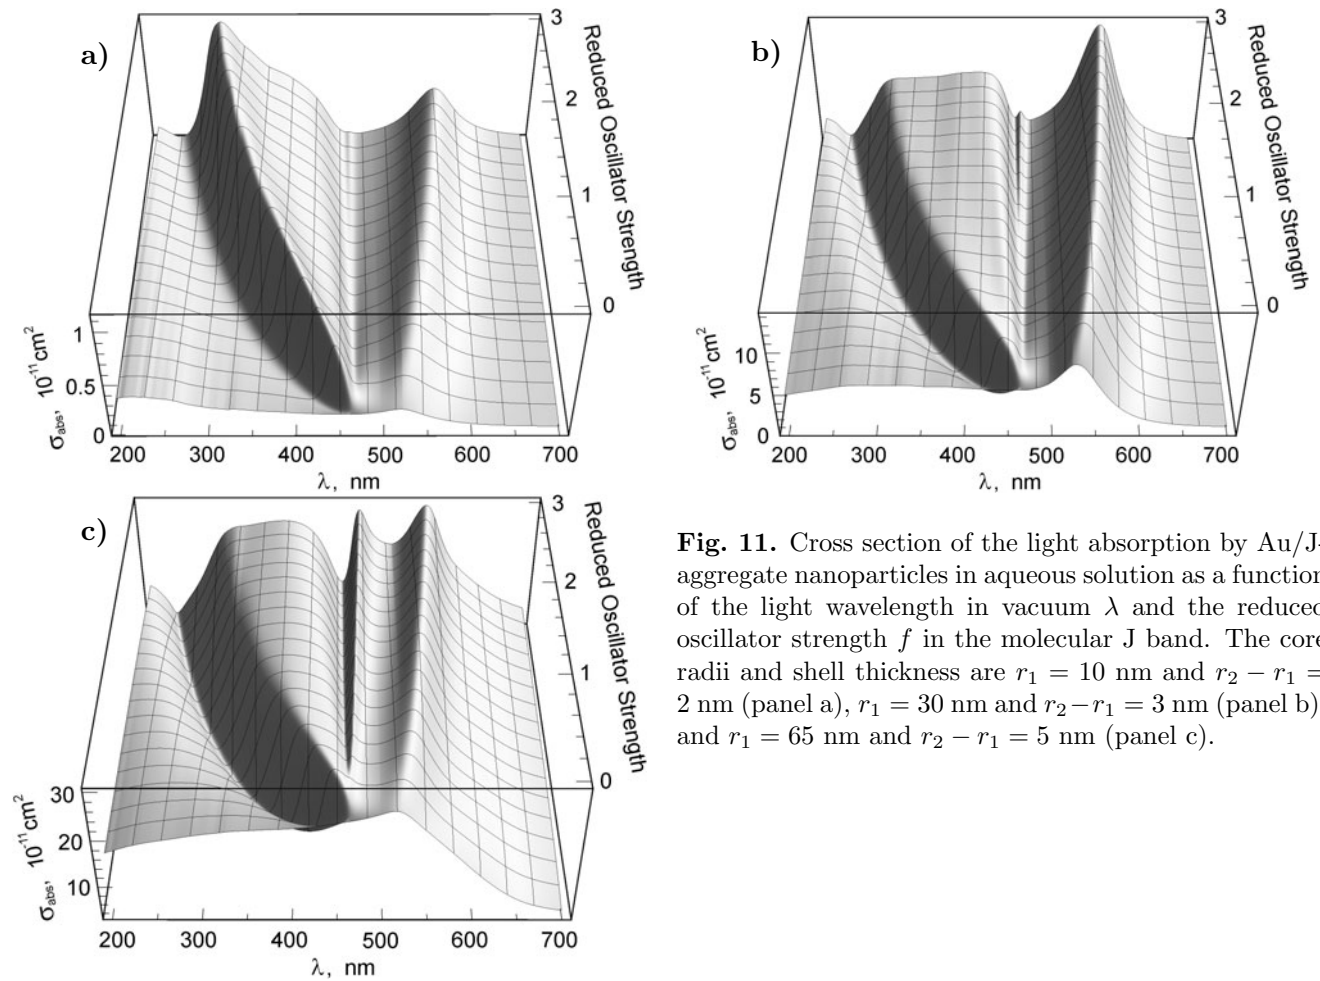 a)
3
2
1
0
Reduced Oscillator Strength
1
0.5
0
σabs, 10⁻¹¹cm²
200 300 400 500 600 700
λ, nm
b)
3
2
1
0
Reduced Oscillator Strength
10
5
0
σabs, 10⁻¹¹cm²
200 300 400 500 600 700
λ, nm
c)
3
2
1
0
Reduced Oscillator Strength
30
20
10
σabs, 10⁻¹¹cm²
200 300 400 500 600 700
λ, nm
Fig. 11. Cross section of the light absorption by Au/J-
aggregate nanoparticles in aqueous solution as a function
of the light wavelength in vacuum λ and the reduced
oscillator strength f in the molecular J band. The core
radii and shell thickness are r₁ = 10 nm and r₂ − r₁ =
2 nm (panel a), r₁ = 30 nm and r₂−r₁ = 3 nm (panel b)
and r₁ = 65 nm and r₂ − r₁ = 5 nm (panel c).